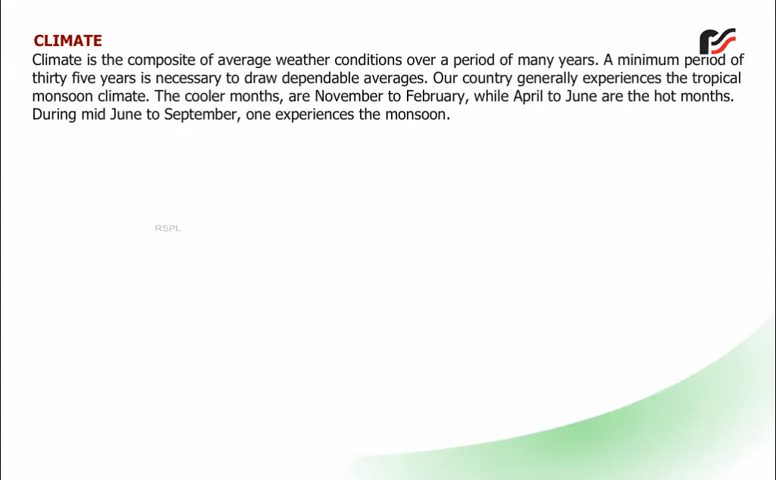 CLIMATE
Climate is the composite of average weather conditions over a period of many years. A minimum period of
thirty five years is necessary to draw dependable averages. Our country generally experiences the tropical
monsoon climate. The cooler months, are November to February, while April to June are the hot months.
During mid June to September, one experiences the monsoon.
RSPL